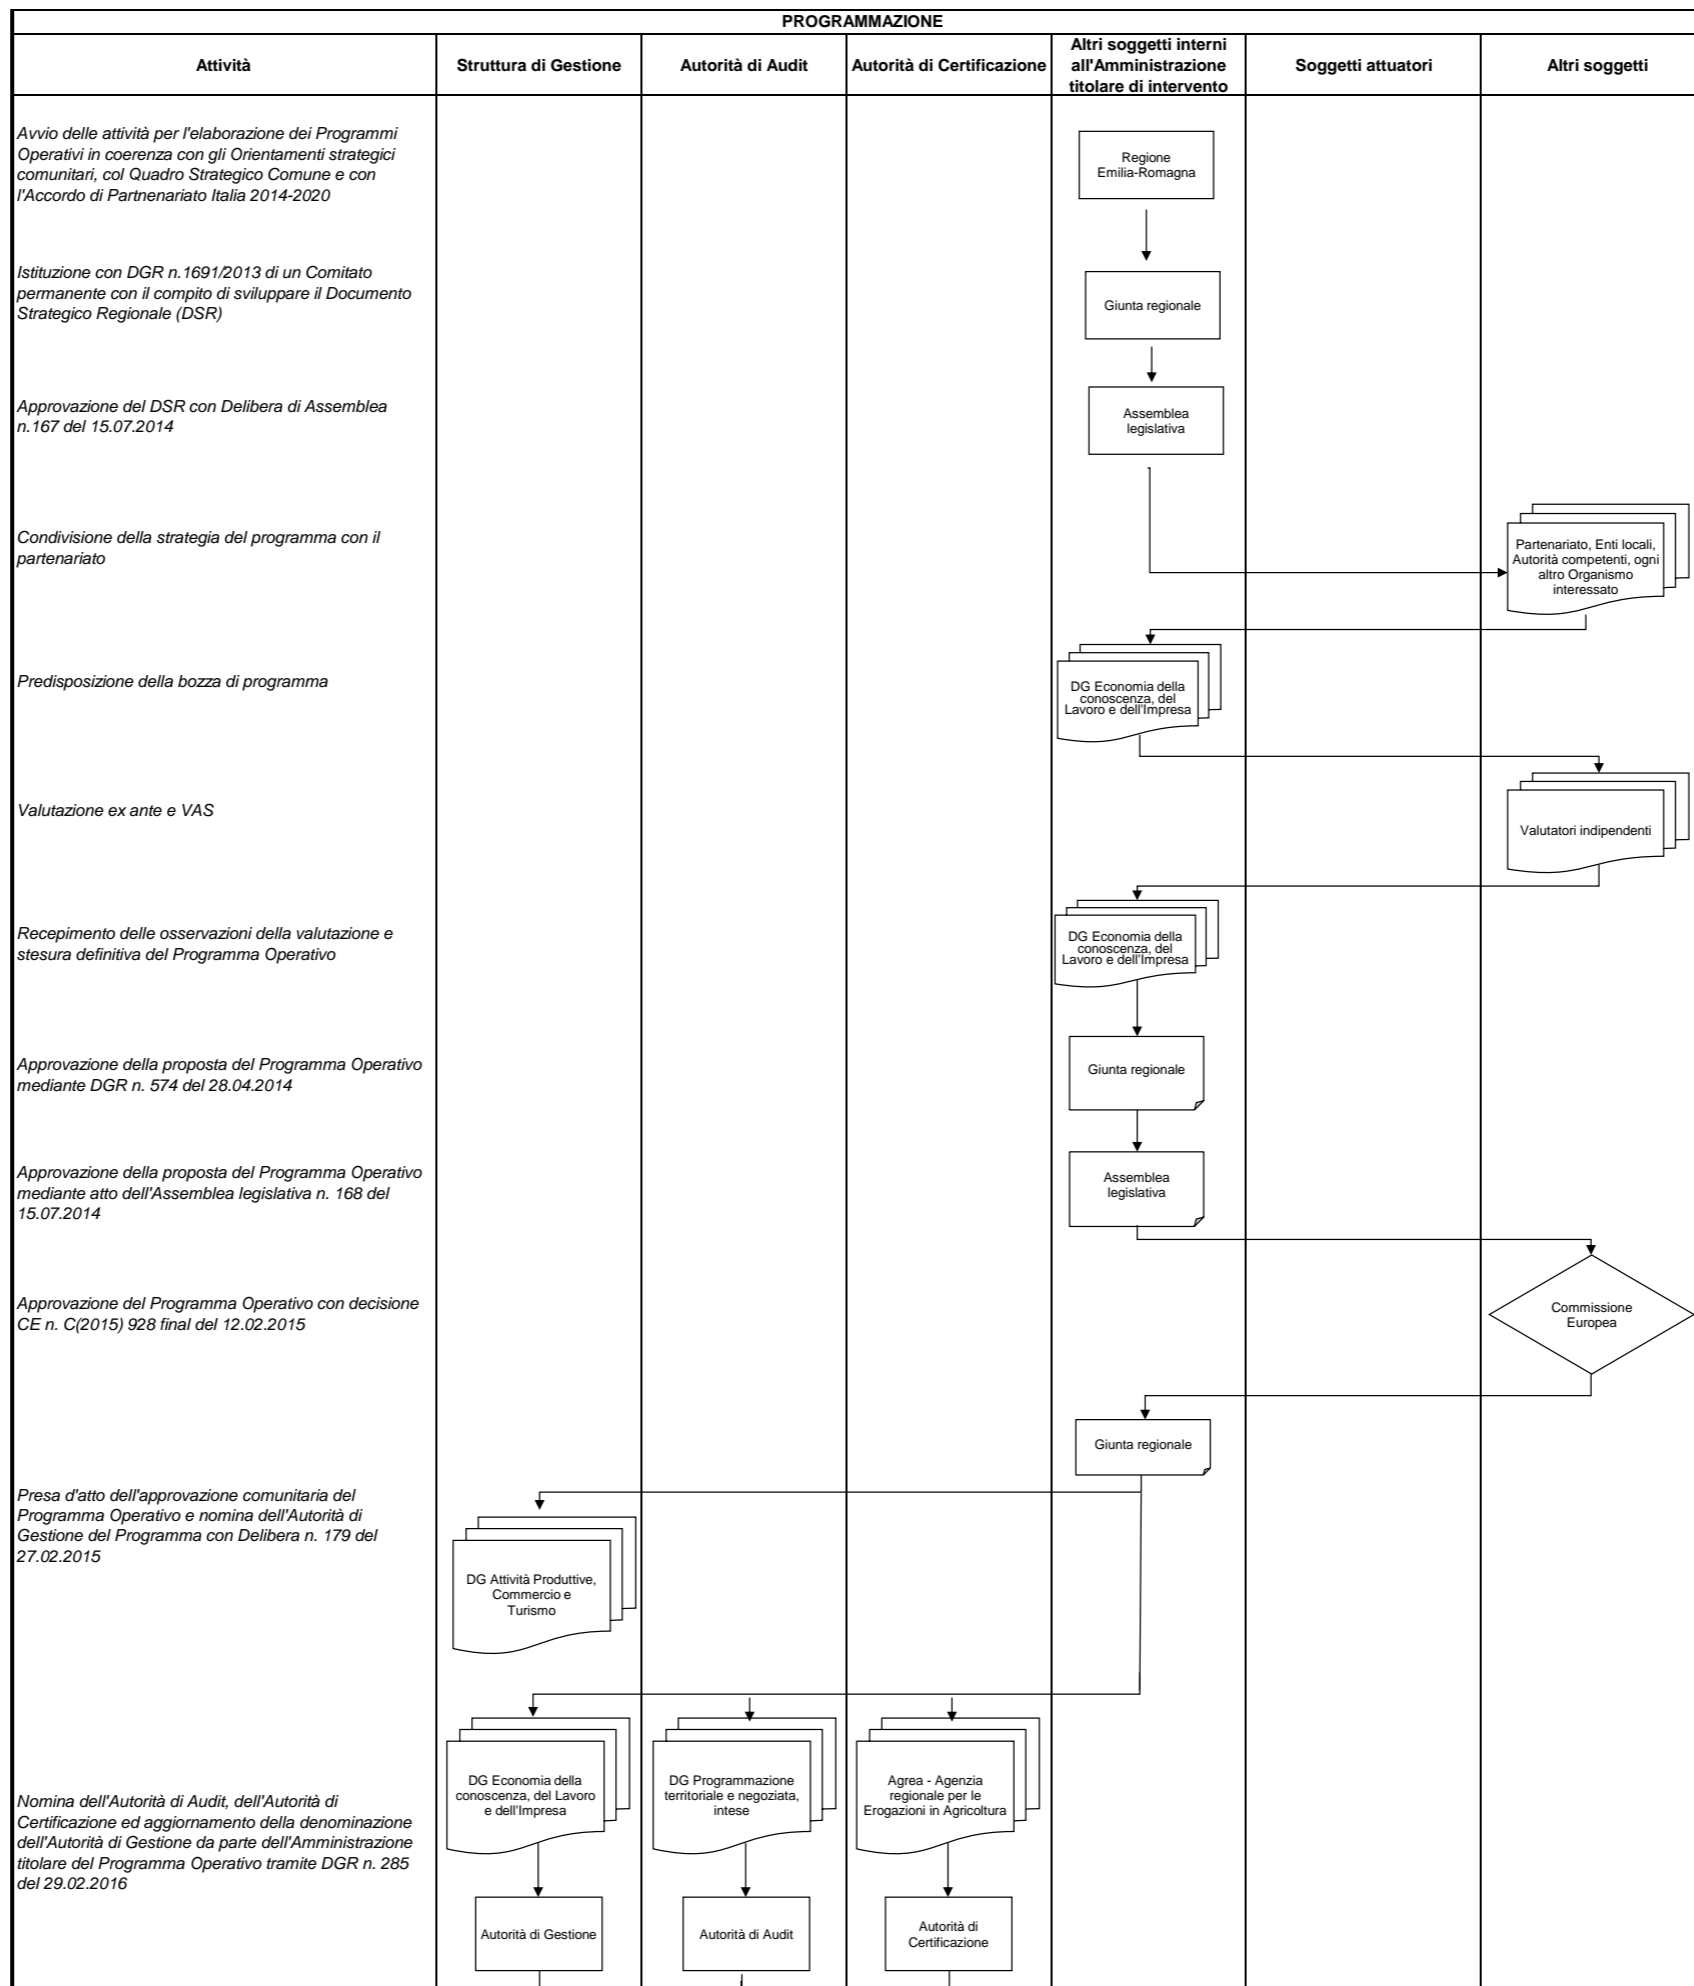 PROGRAMMAZIONE
Attività
Struttura di Gestione
Autorità di Audit
Autorità di Certificazione
Altri soggetti interni
all'Amministrazione
titolare di intervento
Soggetti attuatori
Altri soggetti
Avvio delle attività per l'elaborazione dei Programmi
Operativi in coerenza con gli Orientamenti strategici
comunitari, col Quadro Strategico Comune e con
l'Accordo di Partnenariato Italia 2014-2020
Regione
Emilia-Romagna
Istituzione con DGR n.1691/2013 di un Comitato
permanente con il compito di sviluppare il Documento
Strategico Regionale (DSR)
Giunta regionale
Approvazione del DSR con Delibera di Assemblea
n.167 del 15.07.2014
Assemblea
legislativa
Condivisione della strategia del programma con il
partenariato
Partenariato, Enti locali,
Autorità competenti, ogni
altro Organismo
interessato
Predisposizione della bozza di programma
DG Economia della
conoscenza, del
Lavoro e dell'Impresa
Valutazione ex ante e VAS
Valutatori indipendenti
Recepimento delle osservazioni della valutazione e
stesura definitiva del Programma Operativo
DG Economia della
conoscenza, del
Lavoro e dell'Impresa
Approvazione della proposta del Programma Operativo
mediante DGR n. 574 del 28.04.2014
Giunta regionale
Approvazione della proposta del Programma Operativo
mediante atto dell'Assemblea legislativa n. 168 del
15.07.2014
Assemblea
legislativa
Approvazione del Programma Operativo con decisione
CE n. C(2015) 928 final del 12.02.2015
Commissione
Europea
Giunta regionale
Presa d'atto dell'approvazione comunitaria del
Programma Operativo e nomina dell'Autorità di
Gestione del Programma con Delibera n. 179 del
27.02.2015
DG Attività Produttive,
Commercio e
Turismo
Nomina dell'Autorità di Audit, dell'Autorità di
Certificazione ed aggiornamento della denominazione
dell'Autorità di Gestione da parte dell'Amministrazione
titolare del Programma Operativo tramite DGR n. 285
del 29.02.2016
DG Economia della
conoscenza, del Lavoro
e dell'Impresa
DG Programmazione
territoriale e negoziata,
intese
Agrea - Agenzia
regionale per le
Erogazioni in Agricoltura
Autorità di Gestione
Autorità di Audit
Autorità di
Certificazione